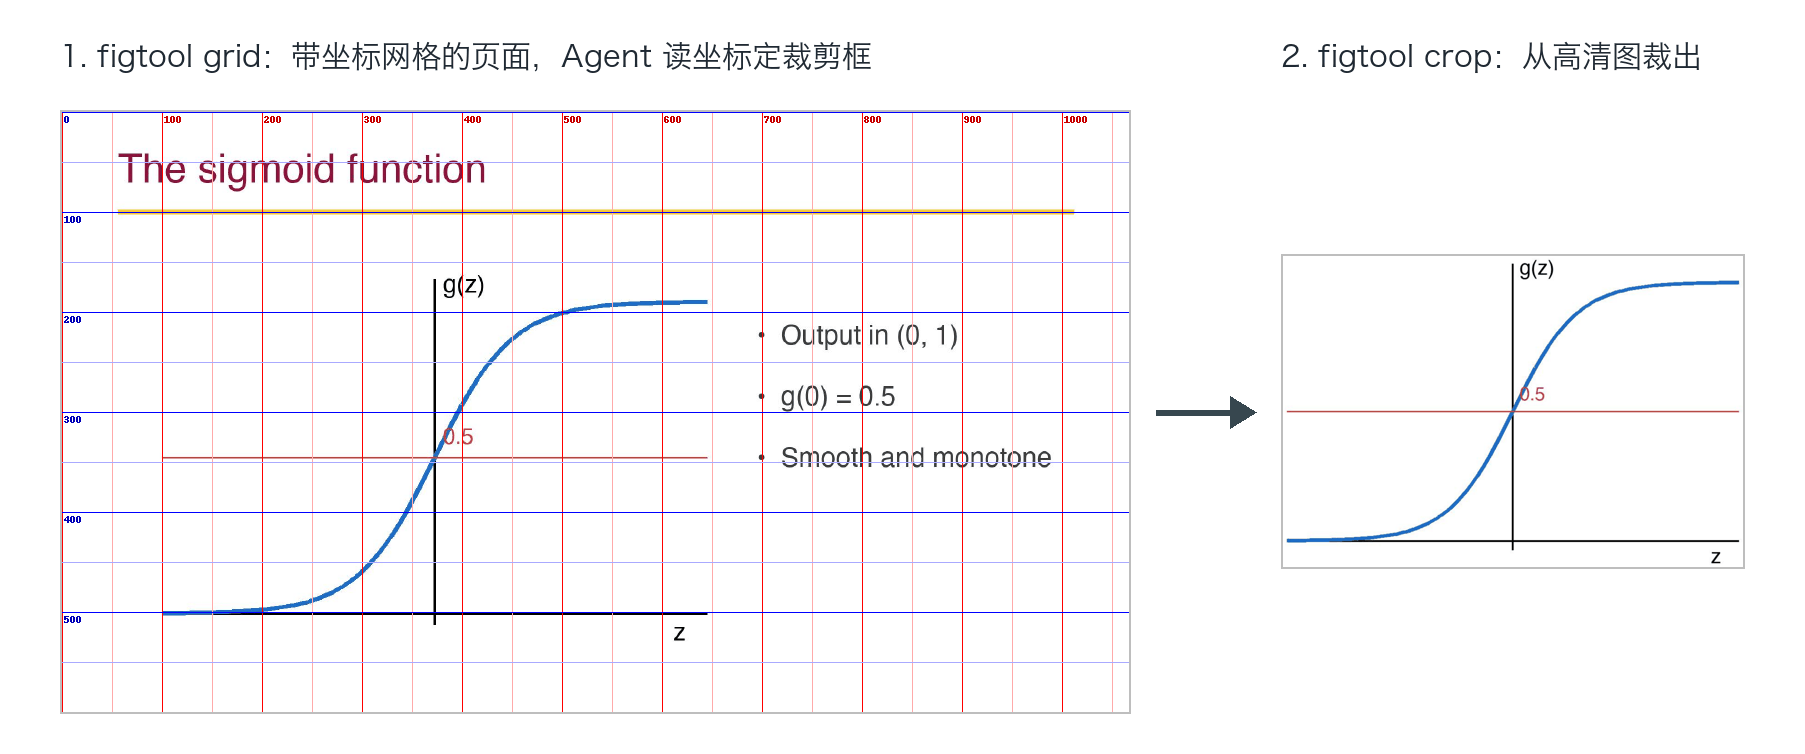 1. figtool grid：带坐标网格的页面，Agent 读坐标定裁剪框
2. figtool crop：从高清图裁出
0 100 200 300 400 500 600 700 800 900 1000
The sigmoid function
100
g(z)
200
Output in (0, 1)
g(0) = 0.5
300
0.5
Smooth and monotone
400
500
z
g(z)
0.5
z